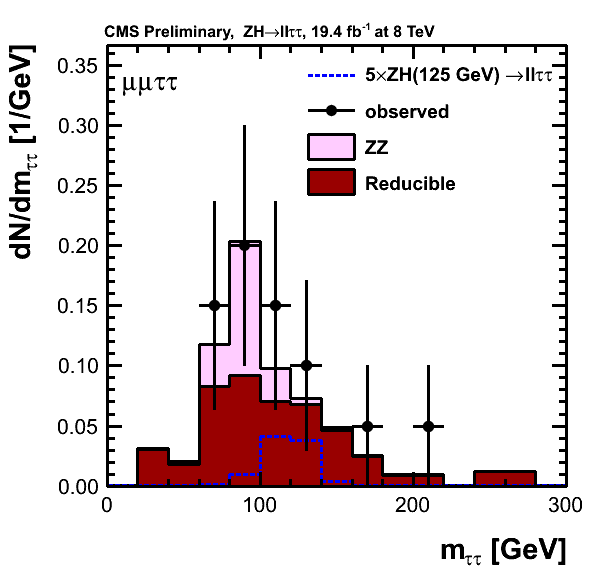 CMS Preliminary, ZH→llττ, 19.4 fb⁻¹ at 8 TeV
μμττ
5×ZH(125 GeV) →llττ
observed
ZZ
Reducible
dN/dmττ [1/GeV]
0.35
0.30
0.25
0.20
0.15
0.10
0.05
0.00
0 100 200 300
mττ [GeV]